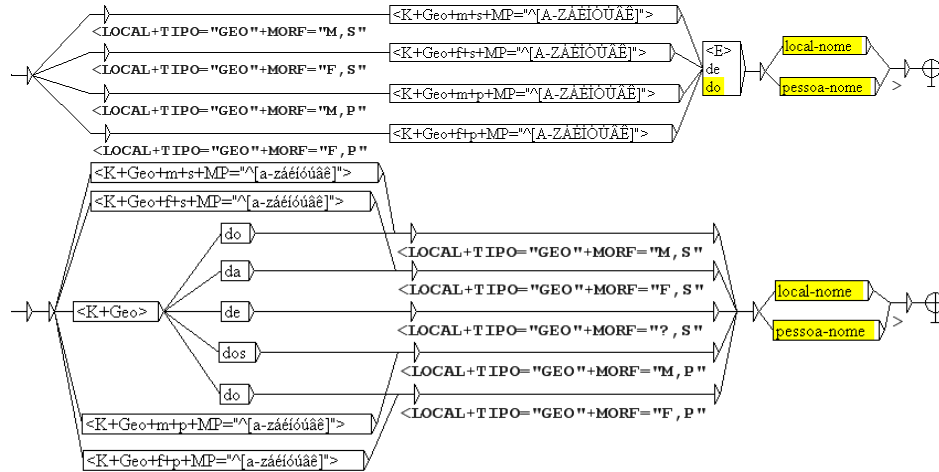 <K+Geo+m+s+MP="^[A-ZÁÉÍÓÚÂÊ]">
<LOCAL+TIPO="GEO"+MORF="M,S"
<K+Geo+f+s+MP="^[A-ZÁÉÍÓÚÂÊ]">
<LOCAL+TIPO="GEO"+MORF="F,S"
<K+Geo+m+p+MP="^[A-ZÁÉÍÓÚÂÊ]">
<LOCAL+TIPO="GEO"+MORF="M,P"
<K+Geo+f+p+MP="^[A-ZÁÉÍÓÚÂÊ]">
<LOCAL+TIPO="GEO"+MORF="F,P"
<E>
de
do
local-nome
pessoa-nome
>
<K+Geo+m+s+MP="^[a-záéíóúâê]">
<K+Geo+f+s+MP="^[a-záéíóúâê]">
do
<LOCAL+TIPO="GEO"+MORF="M,S"
da
<LOCAL+TIPO="GEO"+MORF="F,S"
<K+Geo>
de
<LOCAL+TIPO="GEO"+MORF="?,S"
dos
<LOCAL+TIPO="GEO"+MORF="M,P"
do
<LOCAL+TIPO="GEO"+MORF="F,P"
<K+Geo+m+p+MP="^[a-záéíóúâê]">
<K+Geo+f+p+MP="^[a-záéíóúâê]">
local-nome
pessoa-nome
>